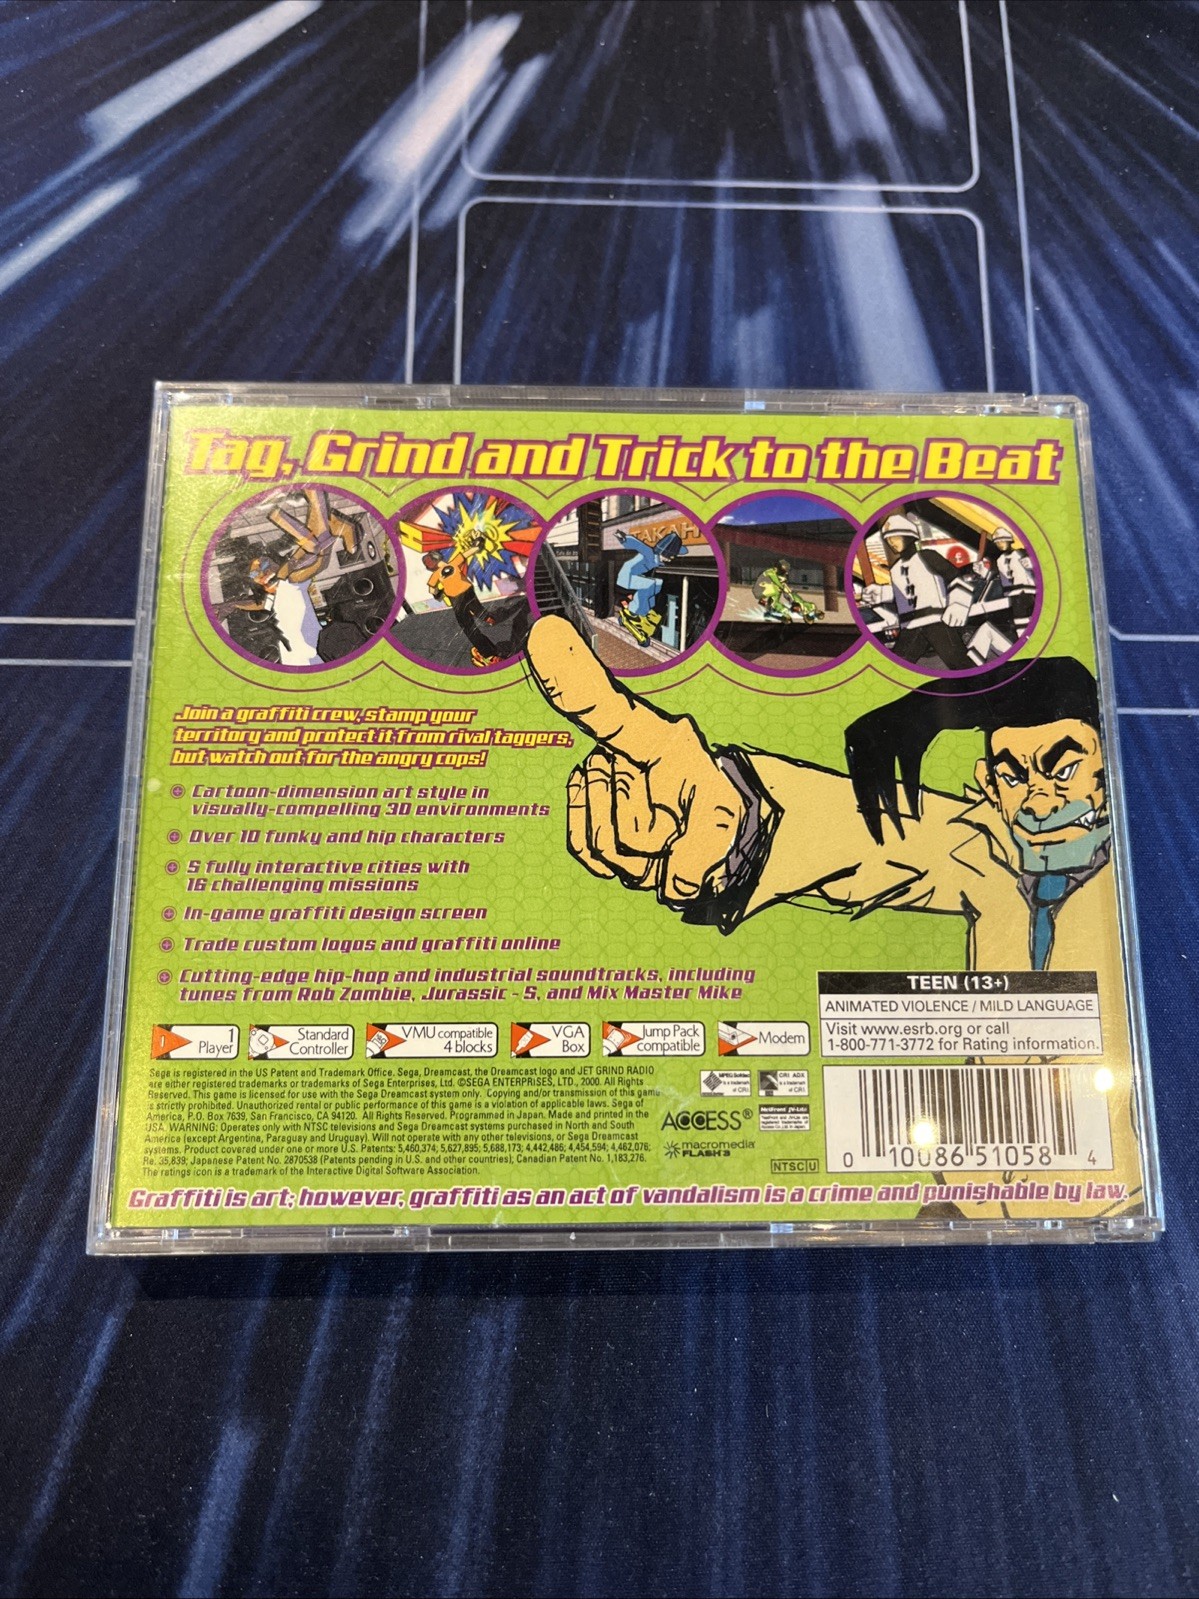 Tag, Grind and Trick to the Beat
TAKAH
Join a graffiti crew, stamp your
territory and protect it from rival taggers,
but watch out for the angry cops!
Cartoon-dimension art style in
visually-compelling 3D environments
Over 10 funky and hip characters
5 fully interactive cities with
16 challenging missions
In-game graffiti design screen
Trade custom logos and graffiti online
Cutting-edge hip-hop and industrial soundtracks, including
tunes from Rob Zombie, Jurassic - 5, and Mix Master Mike
TEEN (13+)
ANIMATED VIOLENCE / MILD LANGUAGE
Visit www.esrb.org or call
1-800-771-3772 for Rating information.
1
Player
Standard
Controller
VMU compatible
4 blocks
VGA
Box
Jump Pack
compatible
Modem
Sega is registered in the US Patent and Trademark Office. Sega, Dreamcast, the Dreamcast logo and JET GRIND RADIO
are either registered trademarks or trademarks of Sega Enterprises, Ltd. ©SEGA ENTERPRISES, LTD., 2000. All Rights
Reserved. This game is licensed for use with the Sega Dreamcast system only. Copying and/or transmission of this game
is strictly prohibited. Unauthorized rental or public performance of this game is a violation of applicable laws. Sega of
America, P.O. Box 7639, San Francisco, CA 94120. All Rights Reserved. Programmed in Japan. Made and printed in the
USA. WARNING: Operates only with NTSC televisions and Sega Dreamcast systems purchased in North and South
America (except Argentina, Paraguay and Uruguay). Will not operate with any other televisions, or Sega Dreamcast
systems. Product covered under one or more U.S. Patents: 5,460,374; 5,627,895; 5,688,173; 4,442,486; 4,454,594; 4,462,076;
Re. 35,839; Japanese Patent No. 2870538 (Patents pending in U.S. and other countries); Canadian Patent No. 1,183,276.
The ratings icon is a trademark of the Interactive Digital Software Association.
MPEG Sofdec
is a trademark
of CRI
CRI ADX
is a trademark
of CRI
ACCESS®
NetFront JV-Lite
macromedia
FLASH 3
NTSC U
0 10086 51058 4
Graffiti is art; however, graffiti as an act of vandalism is a crime and punishable by law.
4